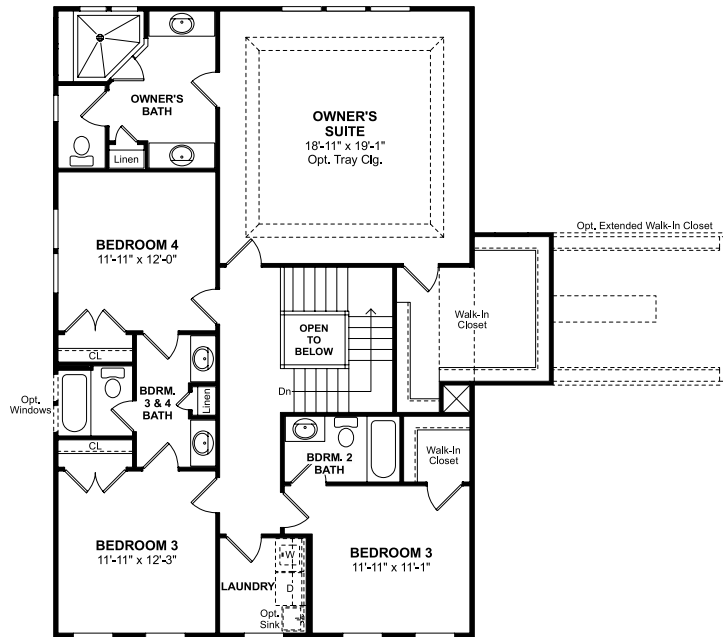 OWNER'S
BATH
Linen
OWNER'S
SUITE
18'-11" x 19'-1"
Opt. Tray Clg.
Opt. Extended Walk-In Closet
BEDROOM 4
11'-11" x 12'-0"
CL
OPEN
TO
BELOW
Dn
Walk-In
Closet
Opt.
Windows
BDRM.
3 & 4
BATH
Linen
CL
BDRM. 2
BATH
Walk-In
Closet
BEDROOM 3
11'-11" x 12'-3"
LAUNDRY
W
D
Opt.
Sink
BEDROOM 3
11'-11" x 11'-1"